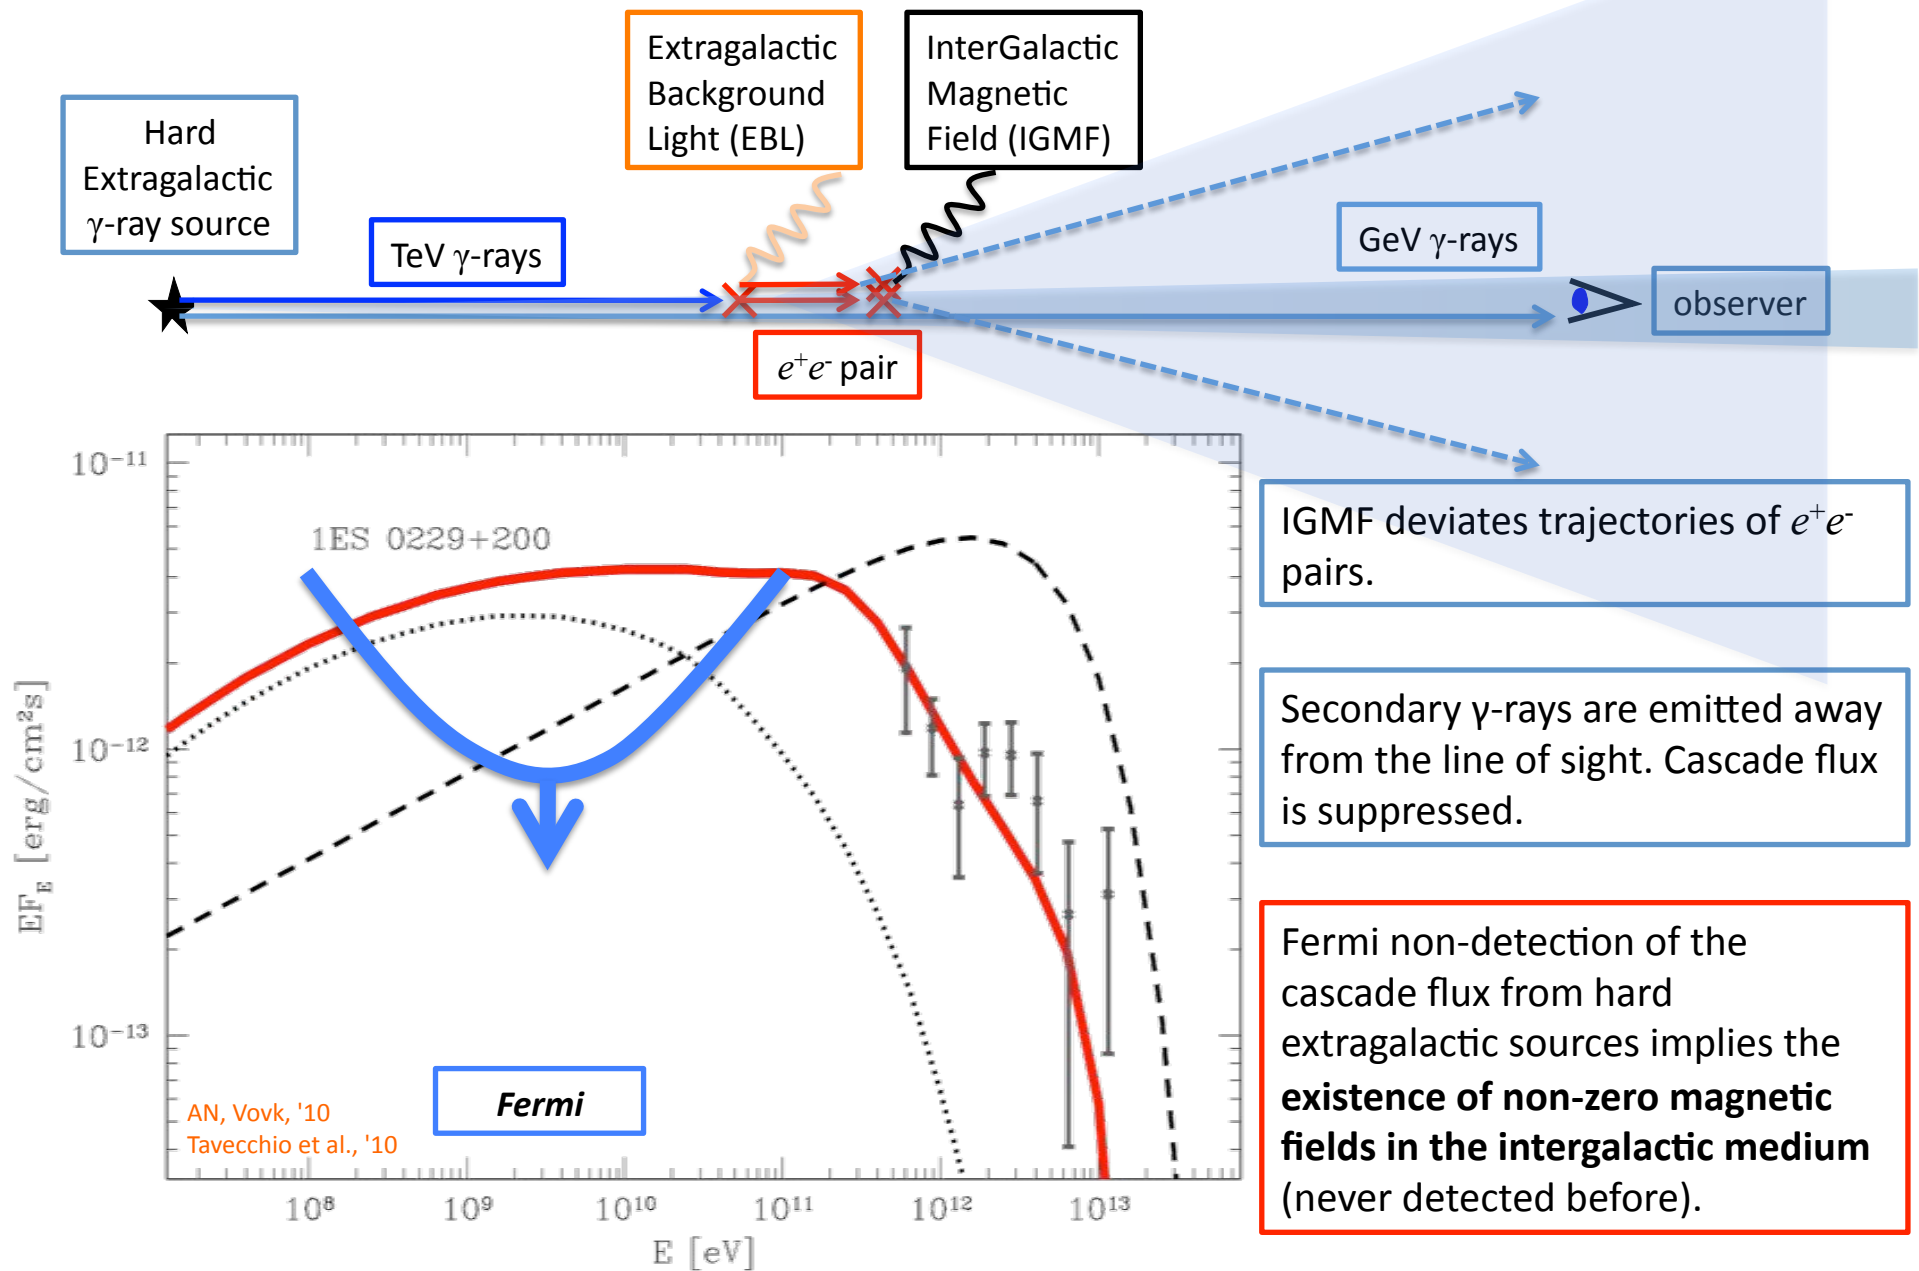 Extragalactic
Background
Light (EBL)
InterGalactic
Magnetic
Field (IGMF)
Hard
Extragalactic
γ-ray source
TeV γ-rays
GeV γ-rays
observer
e⁺e⁻ pair
10⁻¹¹
10⁻¹²
10⁻¹³
EF_E [erg/cm²s]
1ES 0229+200
AN, Vovk, '10
Tavecchio et al., '10
Fermi
10⁸ 10⁹ 10¹⁰ 10¹¹ 10¹² 10¹³
E [eV]
IGMF deviates trajectories of e⁺e⁻
pairs.
Secondary γ-rays are emitted away
from the line of sight. Cascade flux
is suppressed.
Fermi non-detection of the
cascade flux from hard
extragalactic sources implies the
existence of non-zero magnetic
fields in the intergalactic medium
(never detected before).